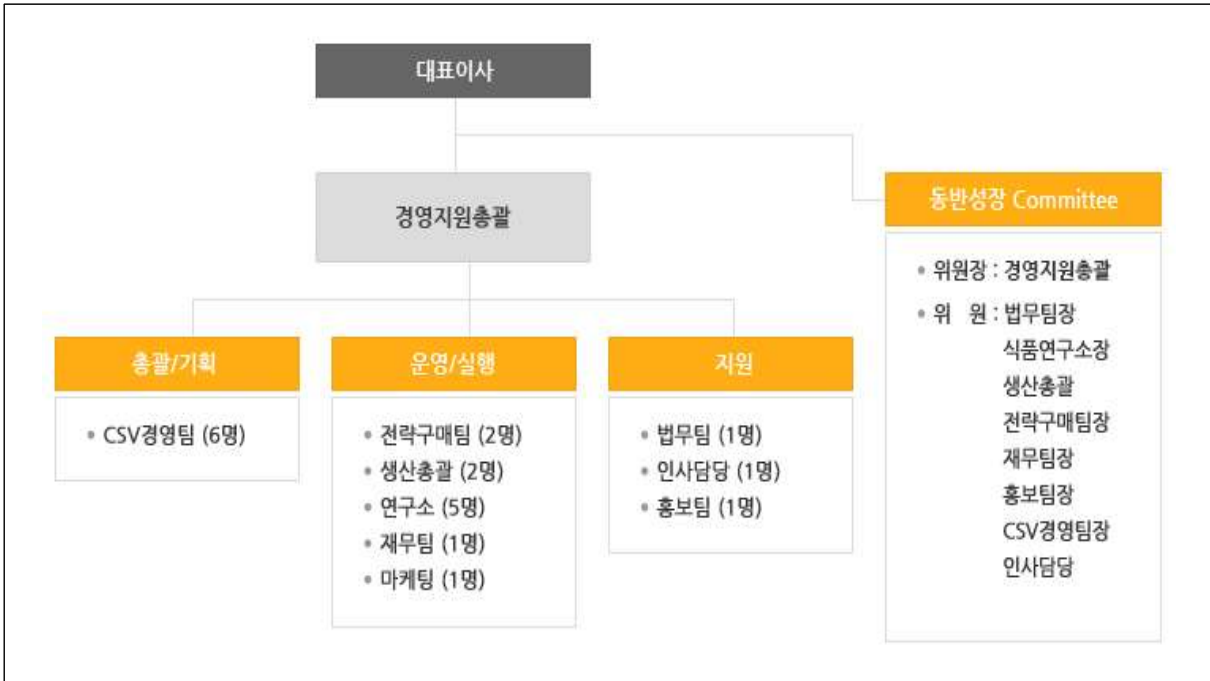 대표이사
경영지원총괄
동반성장 Committee
• 위원장 : 경영지원총괄
• 위 원 : 법무팀장
식품연구소장
생산총괄
전략구매팀장
재무팀장
홍보팀장
CSV경영팀장
인사담당
총괄/기획
• CSV경영팀 (6명)
운영/실행
• 전략구매팀 (2명)
• 생산총괄 (2명)
• 연구소 (5명)
• 재무팀 (1명)
• 마케팅 (1명)
지원
• 법무팀 (1명)
• 인사담당 (1명)
• 홍보팀 (1명)